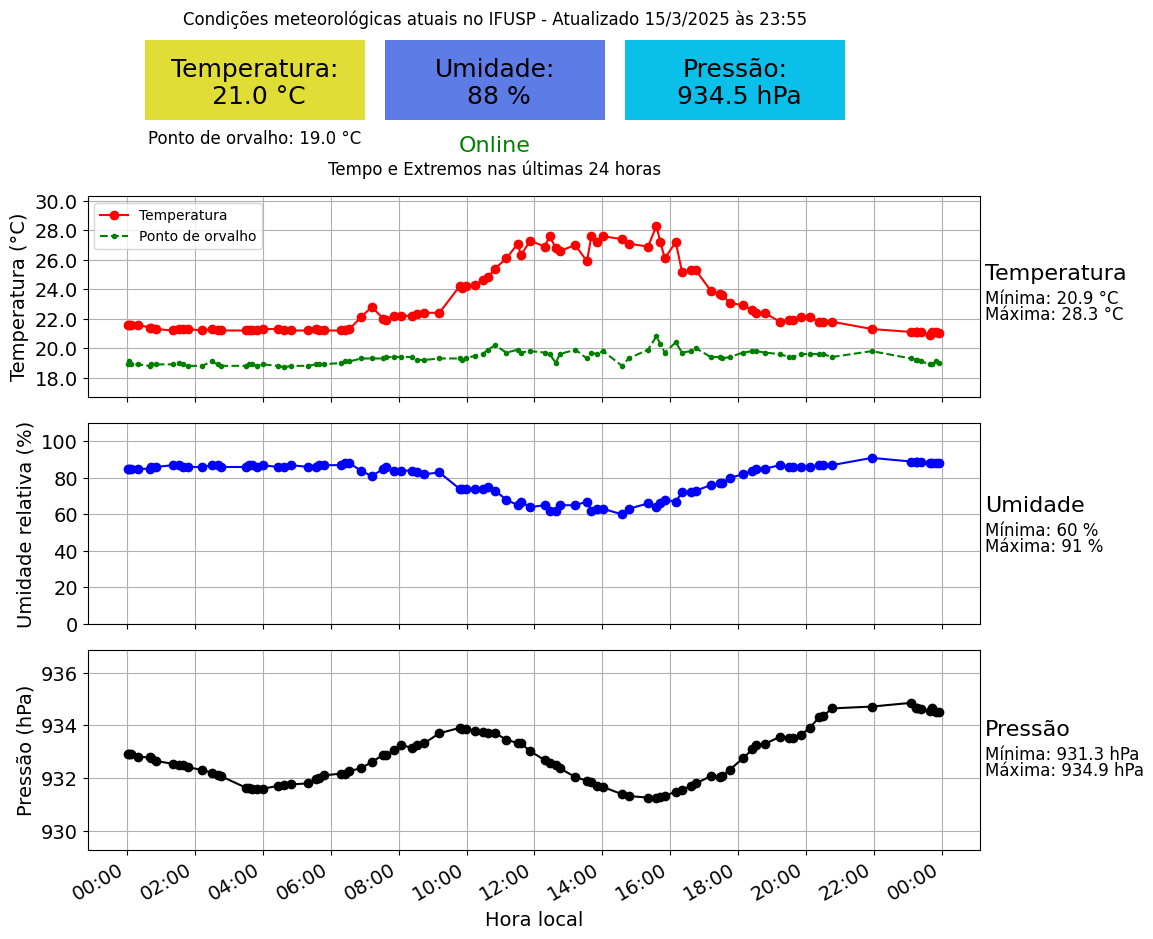 Condições meteorológicas atuais no IFUSP - Atualizado 15/3/2025 às 23:55
Temperatura:
21.0 °C
Umidade:
88 %
Pressão:
934.5 hPa
Ponto de orvalho: 19.0 °C
Online
Tempo e Extremos nas últimas 24 horas
Temperatura (°C)
30.0
28.0
26.0
24.0
22.0
20.0
18.0
Temperatura
Ponto de orvalho
Temperatura
Mínima: 20.9 °C
Máxima: 28.3 °C
Umidade relativa (%)
100
80
60
40
20
0
Umidade
Mínima: 60 %
Máxima: 91 %
Pressão (hPa)
936
934
932
930
Pressão
Mínima: 931.3 hPa
Máxima: 934.9 hPa
00:00 02:00 04:00 06:00 08:00 10:00 12:00 14:00 16:00 18:00 20:00 22:00 00:00
Hora local